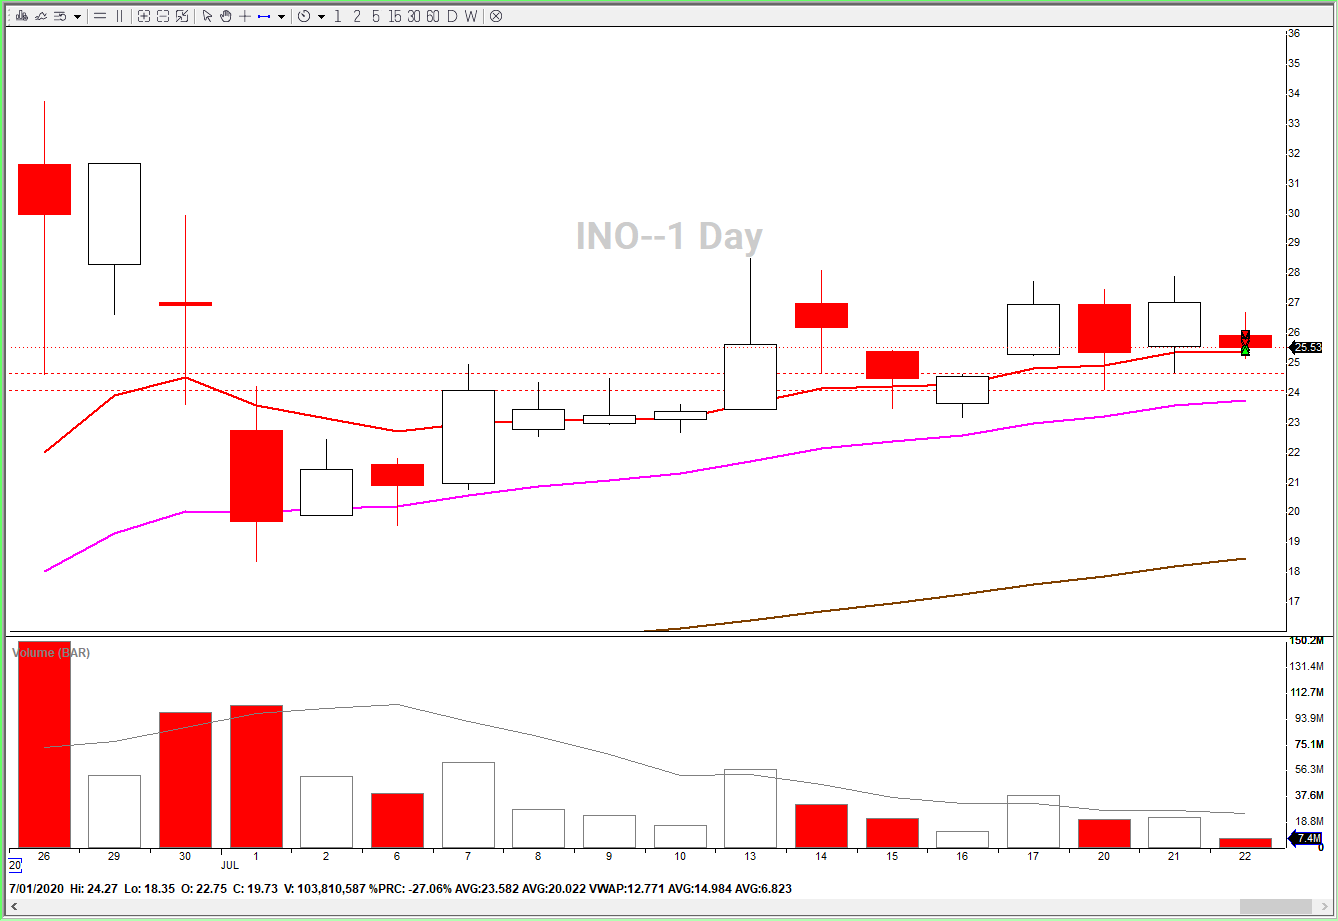 1 2 5 15 30 60 D W
36
35
34
33
32
31
30
29
28
27
26
25.53
25
24
23
22
21
20
19
18
17
INO--1 Day
Volume (BAR)
150.2M
131.4M
112.7M
93.9M
75.1M
56.3M
37.6M
18.8M
7.4M
0
26 29 30 1 2 6 7 8 9 10 13 14 15 16 17 20 21 22
20 JUL
7/01/2020 Hi: 24.27 Lo: 18.35 O: 22.75 C: 19.73 V: 103,810,587 %PRC: -27.06% AVG:23.582 AVG:20.022 VWAP:12.771 AVG:14.984 AVG:6.823